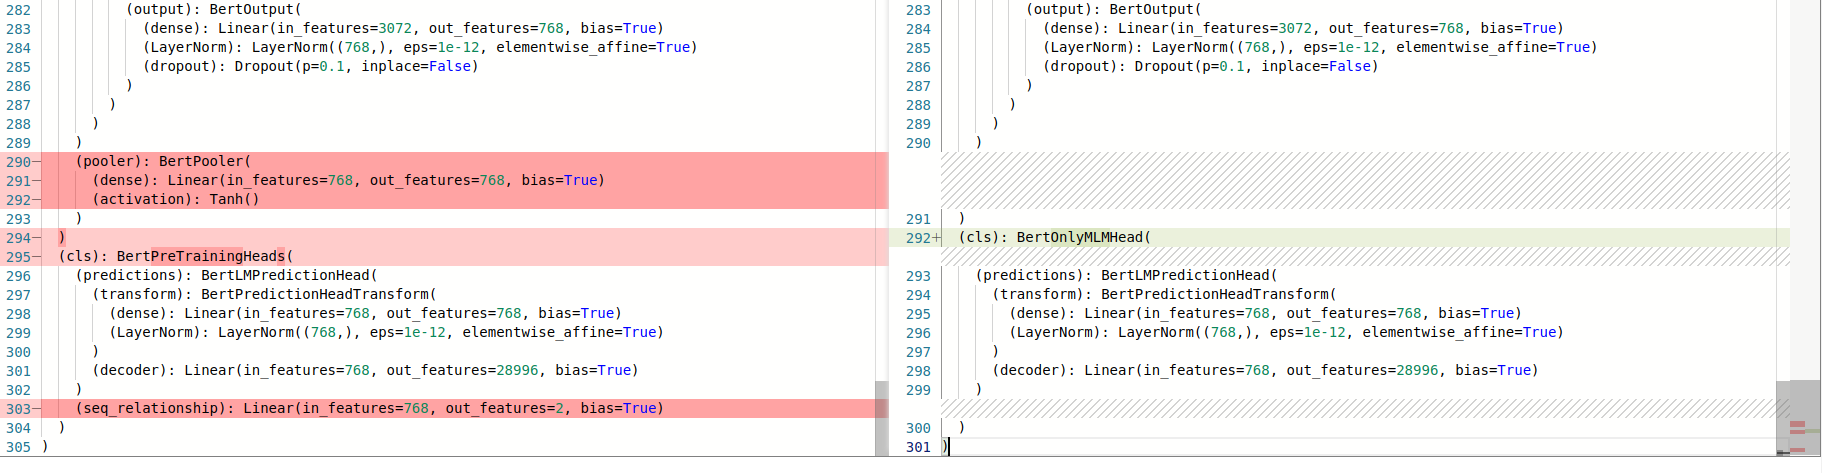 282 (output): BertOutput(
283 (dense): Linear(in_features=3072, out_features=768, bias=True)
284 (LayerNorm): LayerNorm((768,), eps=1e-12, elementwise_affine=True)
285 (dropout): Dropout(p=0.1, inplace=False)
286 )
287 )
288 )
289 )
290— (pooler): BertPooler(
291— (dense): Linear(in_features=768, out_features=768, bias=True)
292— (activation): Tanh()
293 )
294— )
295— (cls): BertPreTrainingHeads(
296 (predictions): BertLMPredictionHead(
297 (transform): BertPredictionHeadTransform(
298 (dense): Linear(in_features=768, out_features=768, bias=True)
299 (LayerNorm): LayerNorm((768,), eps=1e-12, elementwise_affine=True)
300 )
301 (decoder): Linear(in_features=768, out_features=28996, bias=True)
302 )
303— (seq_relationship): Linear(in_features=768, out_features=2, bias=True)
304 )
305 )
283 (output): BertOutput(
284 (dense): Linear(in_features=3072, out_features=768, bias=True)
285 (LayerNorm): LayerNorm((768,), eps=1e-12, elementwise_affine=True)
286 (dropout): Dropout(p=0.1, inplace=False)
287 )
288 )
289 )
290 )
291 )
292+ (cls): BertOnlyMLMHead(
293 (predictions): BertLMPredictionHead(
294 (transform): BertPredictionHeadTransform(
295 (dense): Linear(in_features=768, out_features=768, bias=True)
296 (LayerNorm): LayerNorm((768,), eps=1e-12, elementwise_affine=True)
297 )
298 (decoder): Linear(in_features=768, out_features=28996, bias=True)
299 )
300 )
301 )